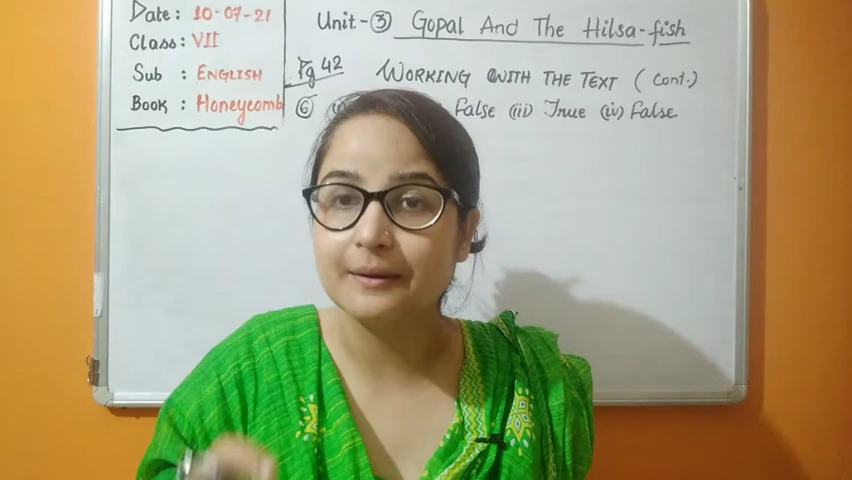 Date: 10-07-21
Class: VII
Sub : ENGLISH
Book : Honeycomb
Unit-③ Gopal And The Hilsa-fish
Pg 42 WORKING WITH THE TEXT (Cont.)
⑥ False (iii) True (iv) False